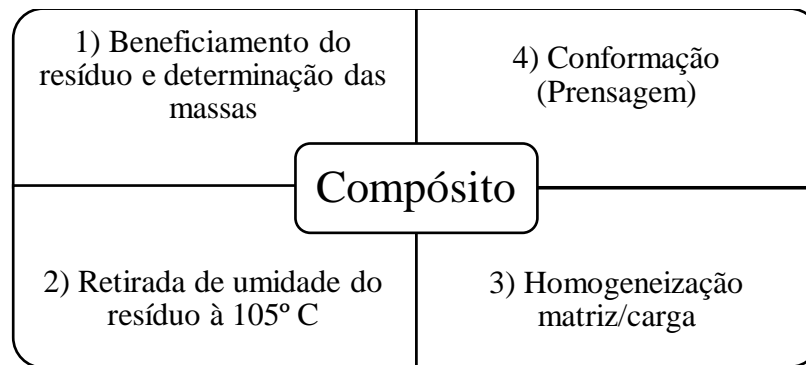 1) Beneficiamento do
resíduo e determinação das
massas
4) Conformação
(Prensagem)
Compósito
2) Retirada de umidade do
resíduo à 105º C
3) Homogeneização
matriz/carga